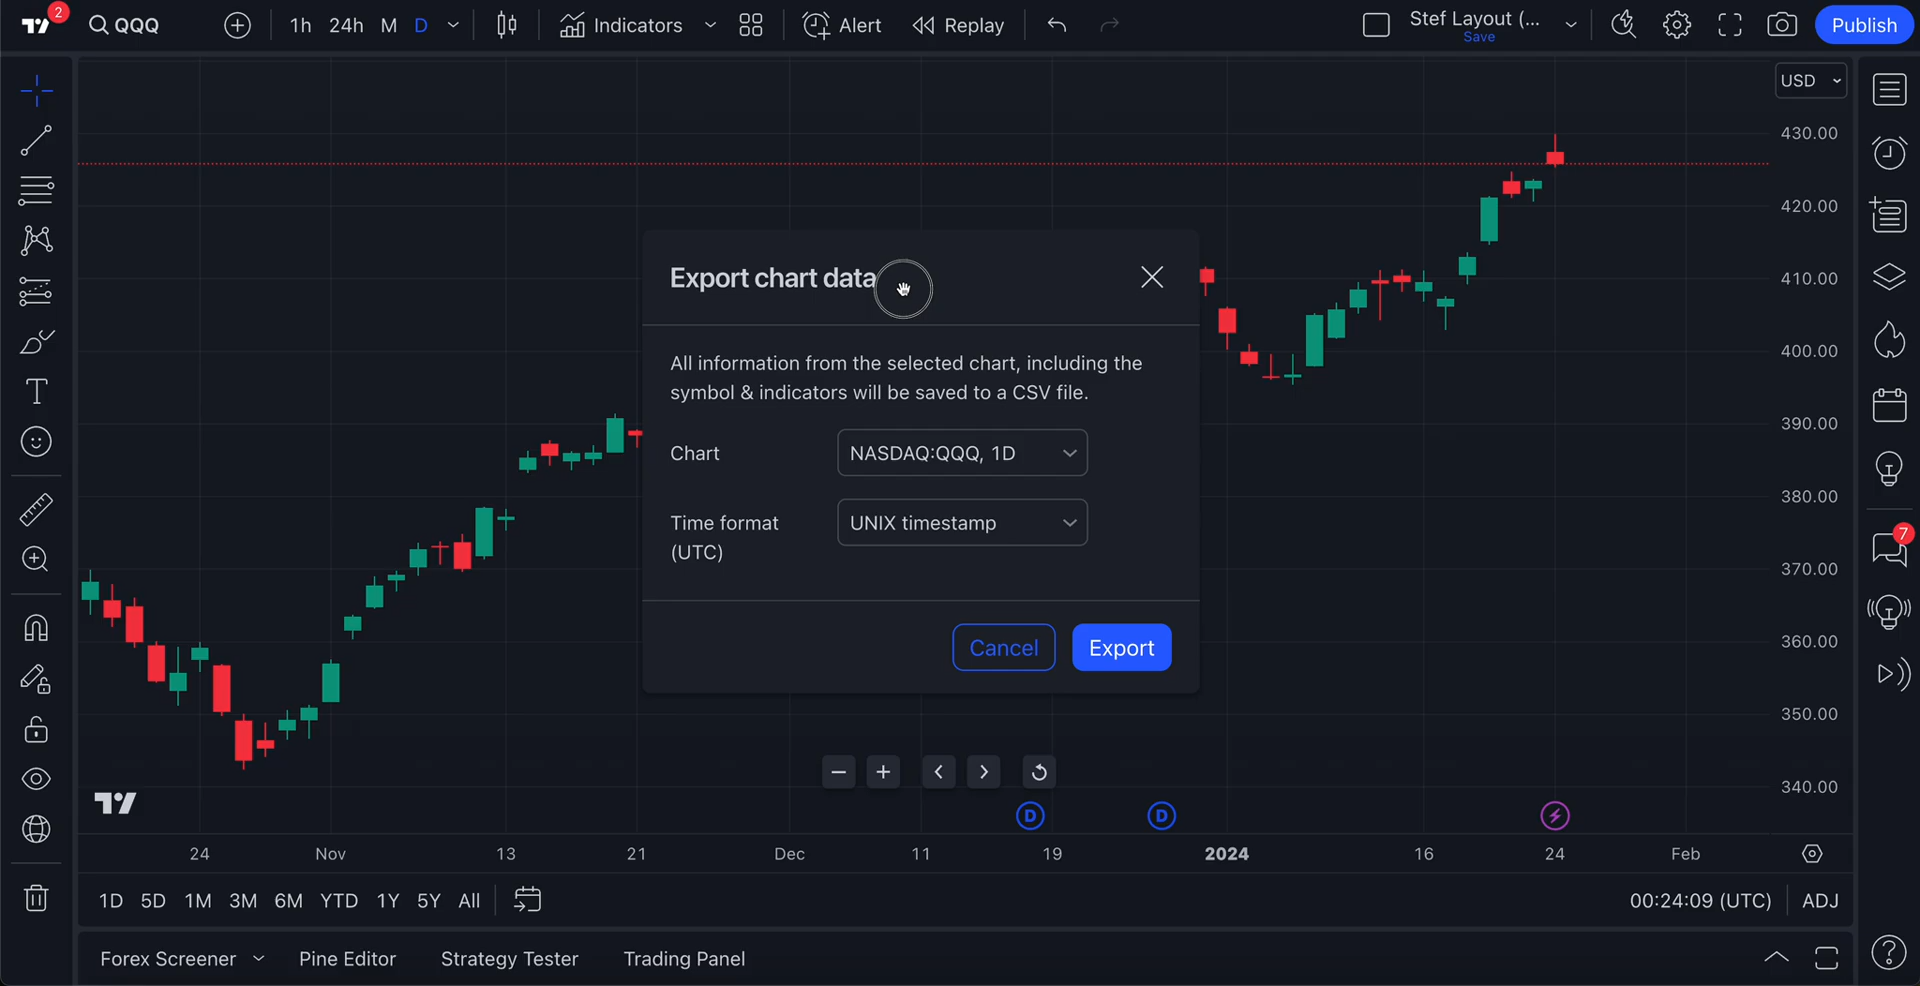 2
QQQ
1h 24h M D
Indicators
Alert
Replay
Stef Layout (...
Save
Publish
USD
430.00
420.00
410.00
400.00
390.00
380.00
370.00
360.00
350.00
340.00
7
Export chart data
All information from the selected chart, including the
symbol & indicators will be saved to a CSV file.
Chart
NASDAQ:QQQ, 1D
Time format
(UTC)
UNIX timestamp
Cancel
Export
D D
24 Nov 13 21 Dec 11 19 2024 16 24 Feb
1D 5D 1M 3M 6M YTD 1Y 5Y All
00:24:09 (UTC) ADJ
Forex Screener Pine Editor Strategy Tester Trading Panel